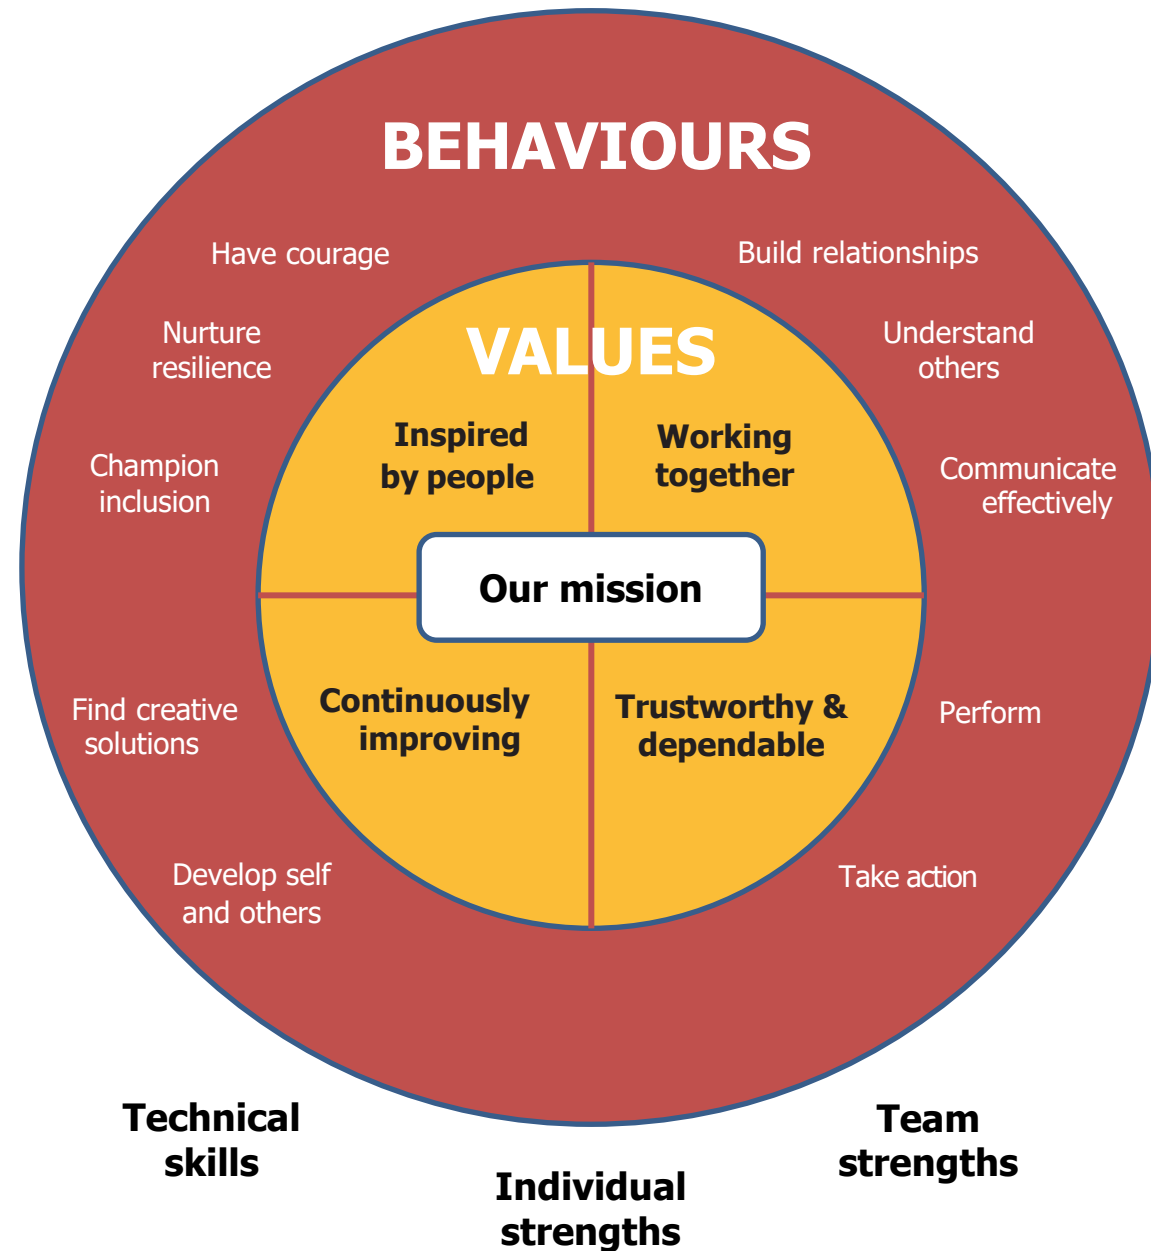 BEHAVIOURS
Have courage
Build relationships
Nurture
resilience
Understand
others
VALUES
Inspired
by people
Working
together
Champion
inclusion
Communicate
effectively
Our mission
Continuously
improving
Trustworthy &
dependable
Find creative
solutions
Perform
Develop self
and others
Take action
Technical
skills
Individual
strengths
Team
strengths